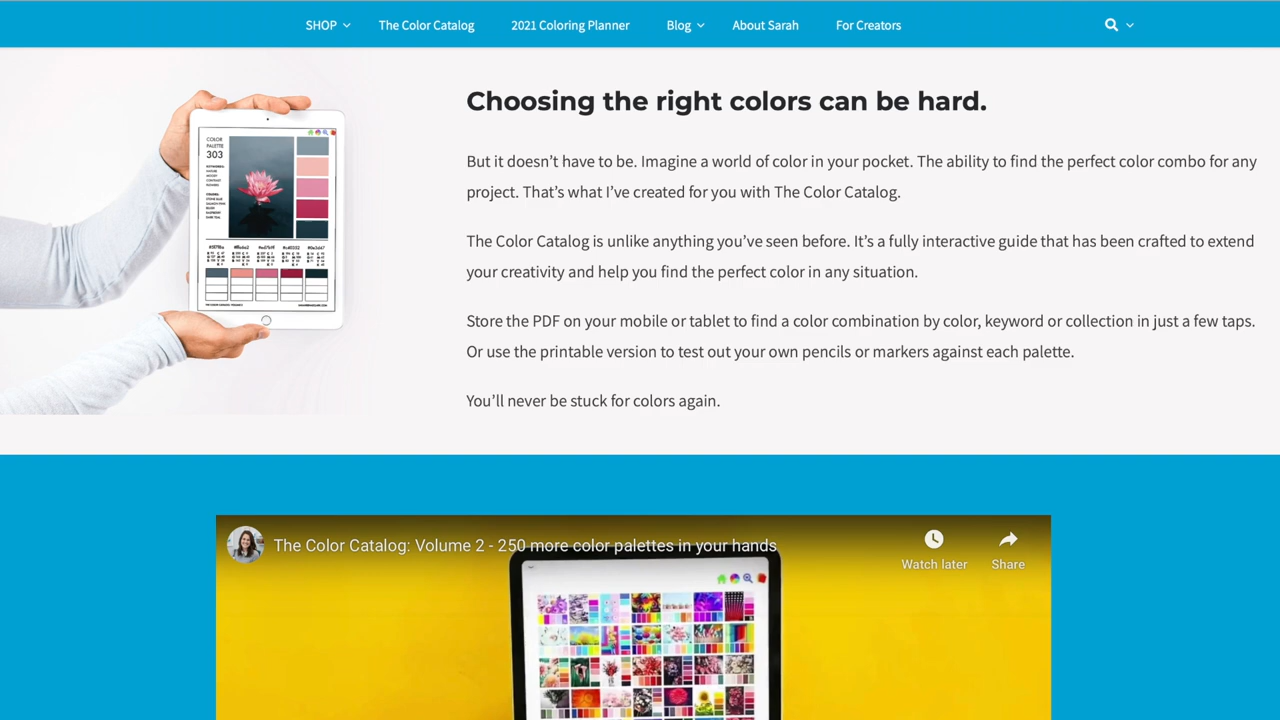 SHOP
The Color Catalog
2021 Coloring Planner
Blog
About Sarah
For Creators
Choosing the right colors can be hard.
But it doesn’t have to be. Imagine a world of color in your pocket. The ability to find the perfect color combo for any
project. That’s what I’ve created for you with The Color Catalog.
The Color Catalog is unlike anything you’ve seen before. It’s a fully interactive guide that has been crafted to extend
your creativity and help you find the perfect color in any situation.
Store the PDF on your mobile or tablet to find a color combination by color, keyword or collection in just a few taps.
Or use the printable version to test out your own pencils or markers against each palette.
You’ll never be stuck for colors again.
COLOR
PALETTE
303
The Color Catalog: Volume 2 - 250 more color palettes in your hands
Watch later
Share